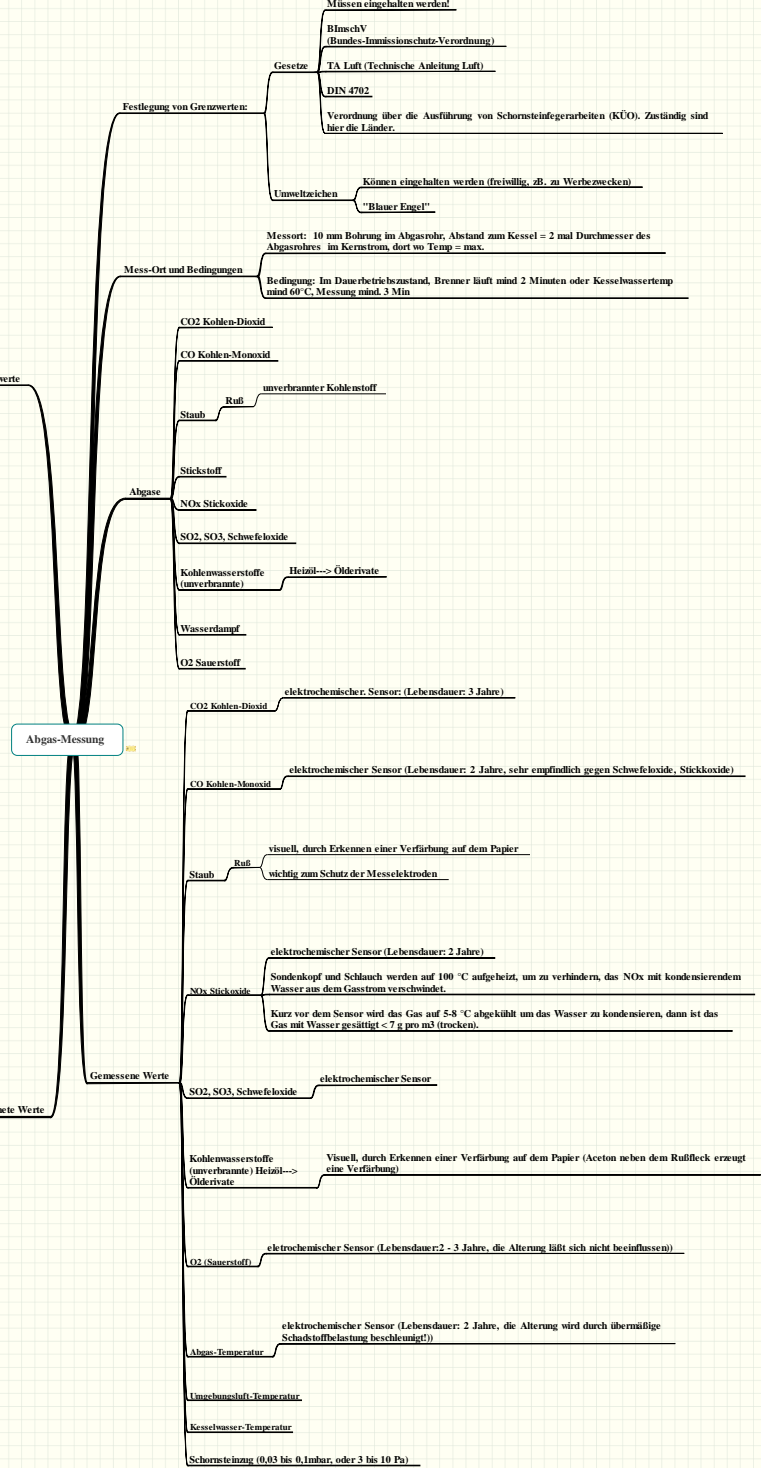 Müssen eingehalten werden!
BImschV
(Bundes-Immissionschutz-Verordnung)
Gesetze
TA Luft (Technische Anleitung Luft)
DIN 4702
Festlegung von Grenzwerten:
Verordnung über die Ausführung von Schornsteinfegerarbeiten (KÜO). Zuständig sind
hier die Länder.
Können eingehalten werden (freiwillig, zB. zu Werbezwecken)
Umweltzeichen
"Blauer Engel"
Messort: 10 mm Bohrung im Abgasrohr, Abstand zum Kessel = 2 mal Durchmesser des
Abgasrohres im Kernstrom, dort wo Temp = max.
Mess-Ort und Bedingungen
Bedingung: Im Dauerbetriebszustand, Brenner läuft mind 2 Minuten oder Kesselwassertemp
mind 60°C, Messung mind. 3 Min
CO2 Kohlen-Dioxid
CO Kohlen-Monoxid
werte
unverbrannter Kohlenstoff
Ruß
Staub
Stickstoff
Abgase
NOx Stickoxide
SO2, SO3, Schwefeloxide
Kohlenwasserstoffe
(unverbrannte)
Heizöl---> Ölderivate
Wasserdampf
O2 Sauerstoff
elektrochemischer. Sensor: (Lebensdauer: 3 Jahre)
CO2 Kohlen-Dioxid
Abgas-Messung
elektrochemischer Sensor (Lebensdauer: 2 Jahre, sehr empfindlich gegen Schwefeloxide, Stickkoxide)
CO Kohlen-Monoxid
visuell, durch Erkennen einer Verfärbung auf dem Papier
Ruß
Staub
wichtig zum Schutz der Messelektroden
elektrochemischer Sensor (Lebensdauer: 2 Jahre)
Sondenkopf und Schlauch werden auf 100 °C aufgeheizt, um zu verhindern, das NOx mit kondensierendem
Wasser aus dem Gasstrom verschwindet.
NOx Stickoxide
Kurz vor dem Sensor wird das Gas auf 5-8 °C abgekühlt um das Wasser zu kondensieren, dann ist das
Gas mit Wasser gesättigt < 7 g pro m3 (trocken).
Gemessene Werte
elektrochemischer Sensor
SO2, SO3, Schwefeloxide
nete Werte
Kohlenwasserstoffe
(unverbrannte) Heizöl--->
Ölderivate
Visuell, durch Erkennen einer Verfärbung auf dem Papier (Aceton neben dem Rußfleck erzeugt
eine Verfärbung)
eletrochemischer Sensor (Lebensdauer:2 - 3 Jahre, die Alterung läßt sich nicht beeinflussen))
O2 (Sauerstoff)
elektrochemischer Sensor (Lebensdauer: 2 Jahre, die Alterung wird durch übermäßige
Schadstoffbelastung beschleunigt!))
Abgas-Temperatur
Umgebungsluft-Temperatur
Kesselwasser-Temperatur
Schornsteinzug (0,03 bis 0,1mbar, oder 3 bis 10 Pa)